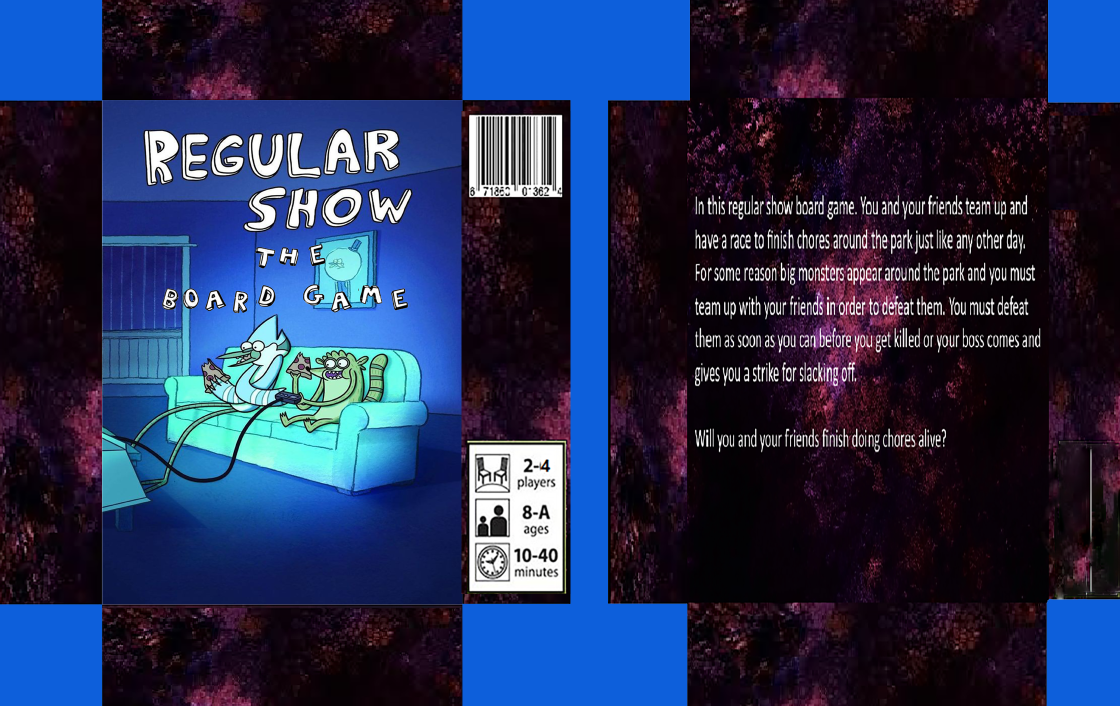 REGULAR
SHOW
THE
BOARD GAME
2-4
players
8-A
ages
10-40
minutes
In this regular show board game. You and your friends team up and
have a race to finish chores around the park just like any other day.
For some reason big monsters appear around the park and you must
team up with your friends in order to defeat them. You must defeat
them as soon as you can before you get killed or your boss comes and
gives you a strike for slacking off.
Will you and your friends finish doing chores alive?